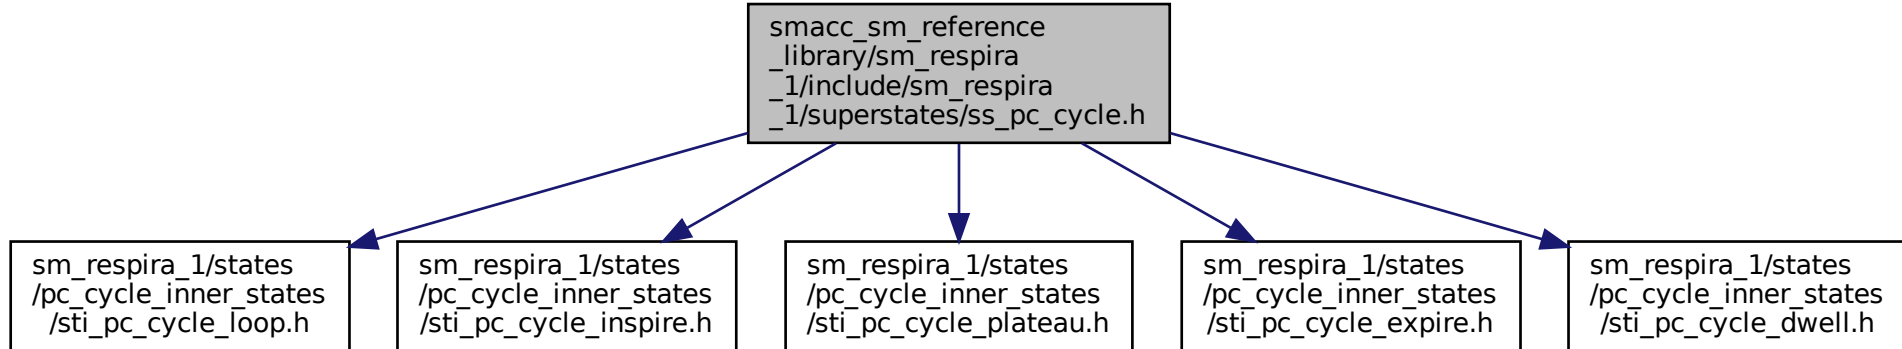 smacc_sm_reference
_library/sm_respira
_1/include/sm_respira
_1/superstates/ss_pc_cycle.h
sm_respira_1/states
/pc_cycle_inner_states
/sti_pc_cycle_loop.h
sm_respira_1/states
/pc_cycle_inner_states
/sti_pc_cycle_inspire.h
sm_respira_1/states
/pc_cycle_inner_states
/sti_pc_cycle_plateau.h
sm_respira_1/states
/pc_cycle_inner_states
/sti_pc_cycle_expire.h
sm_respira_1/states
/pc_cycle_inner_states
/sti_pc_cycle_dwell.h